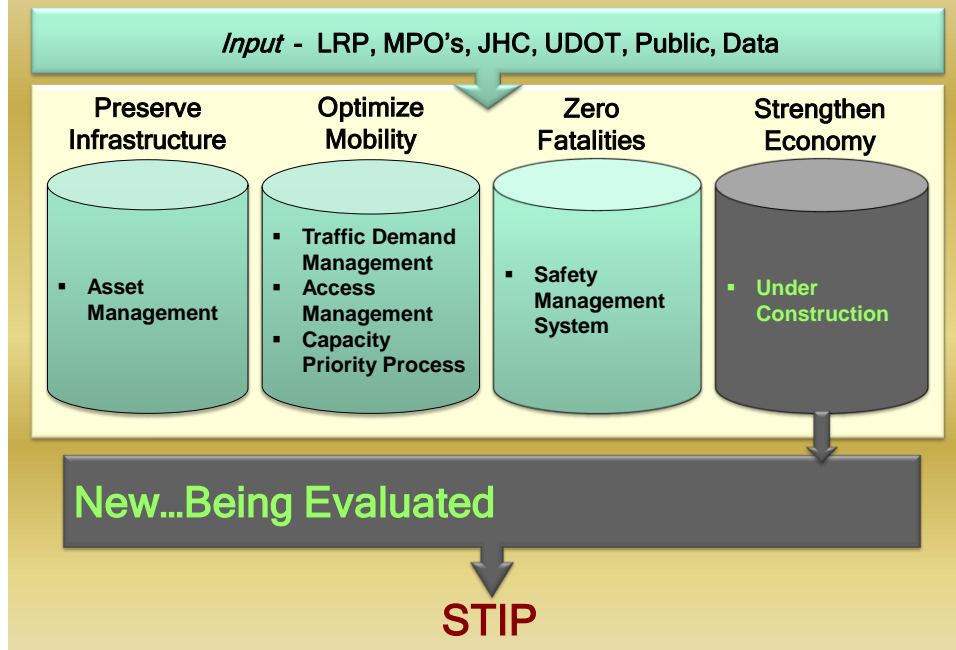 Input - LRP, MPO’s, JHC, UDOT, Public, Data
Preserve
Infrastructure
Optimize
Mobility
Zero
Fatalities
Strengthen
Economy
▪ Asset
Management
▪ Traffic Demand
Management
▪ Access
Management
▪ Capacity
Priority Process
▪ Safety
Management
System
▪ Under
Construction
New...Being Evaluated
STIP